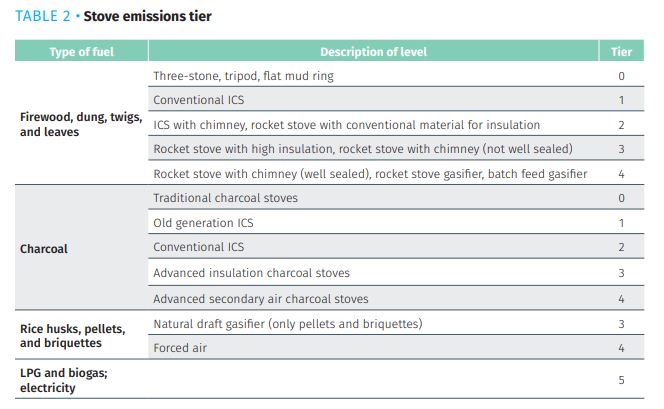 TABLE 2 • Stove emissions tier
Type of fuel Description of level Tier
Firewood, dung, twigs,
and leaves
Three-stone, tripod, flat mud ring 0
Conventional ICS 1
ICS with chimney, rocket stove with conventional material for insulation 2
Rocket stove with high insulation, rocket stove with chimney (not well sealed) 3
Rocket stove with chimney (well sealed), rocket stove gasifier, batch feed gasifier 4
Charcoal
Traditional charcoal stoves 0
Old generation ICS 1
Conventional ICS 2
Advanced insulation charcoal stoves 3
Advanced secondary air charcoal stoves 4
Rice husks, pellets,
and briquettes
Natural draft gasifier (only pellets and briquettes) 3
Forced air 4
LPG and biogas;
electricity
5